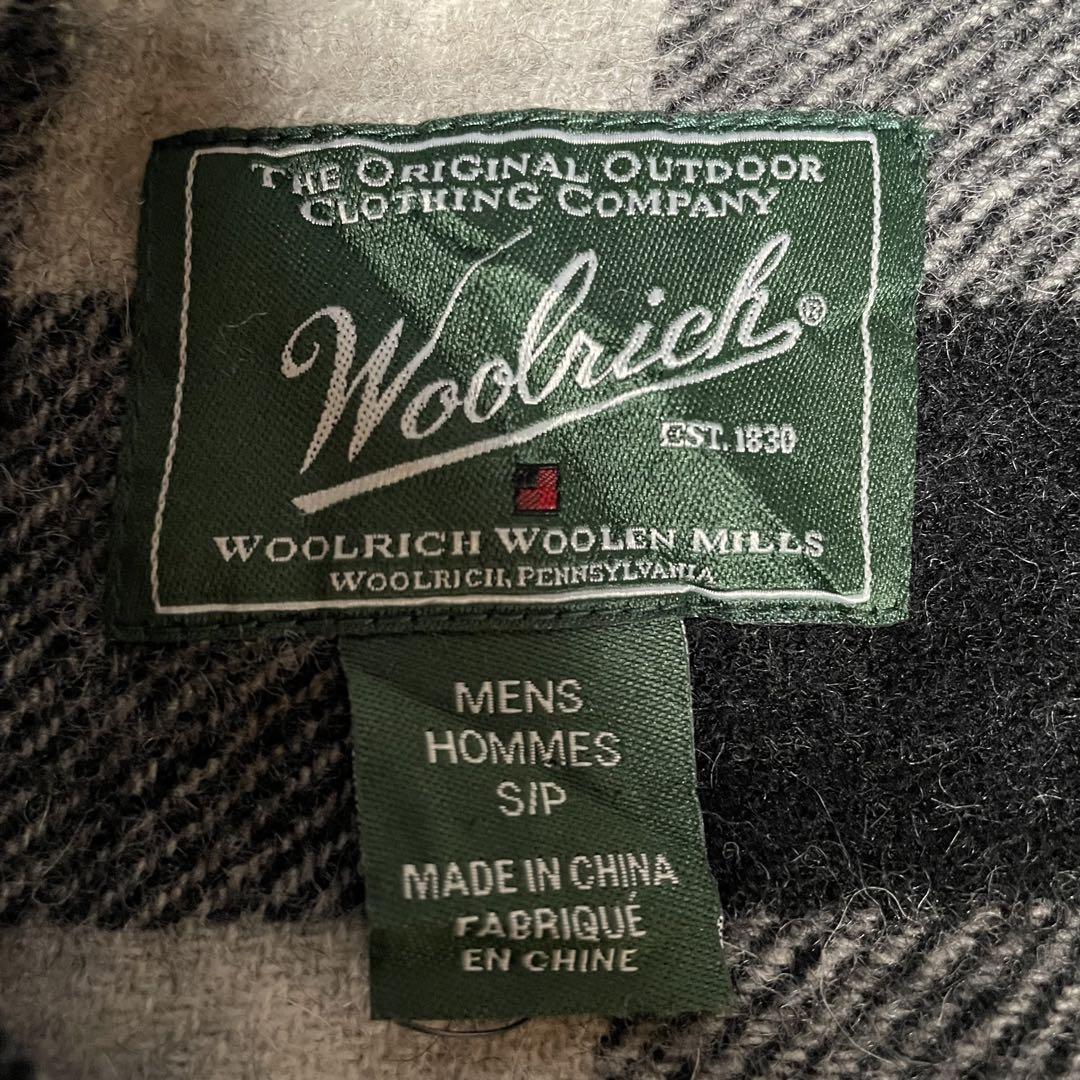 THE ORIGINAL OUTDOOR
CLOTHING COMPANY
Woolrich®
EST. 1830
WOOLRICH WOOLEN MILLS
WOOLRICH, PENNSYLVANIA
MENS
HOMMES
S/P
MADE IN CHINA
FABRIQUÉ
EN CHINE